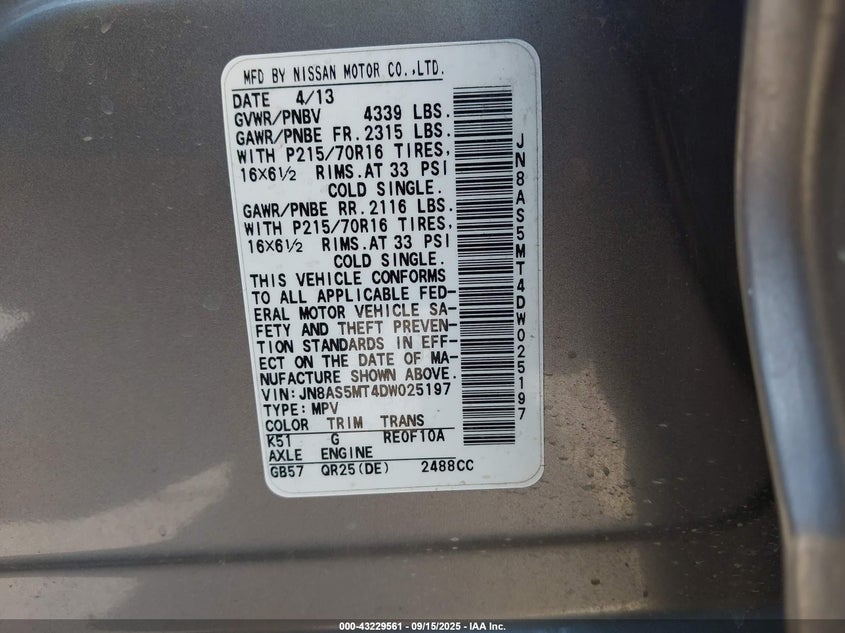 MFD BY NISSAN MOTOR CO.,LTD.
DATE 4/13
GVWR/PNBV 4339 LBS.
GAWR/PNBE FR.2315 LBS.
WITH P215/70R16 TIRES,
16X6½ RIMS.AT 33 PSI
COLD SINGLE.
GAWR/PNBE RR.2116 LBS.
WITH P215/70R16 TIRES,
16X6½ RIMS.AT 33 PSI
COLD SINGLE.
THIS VEHICLE CONFORMS
TO ALL APPLICABLE FED-
ERAL MOTOR VEHICLE SA-
FETY AND THEFT PREVEN-
TION STANDARDS IN EFF-
ECT ON THE DATE OF MA-
NUFACTURE SHOWN ABOVE.
VIN:JN8AS5MT4DW025197
TYPE:MPV
COLOR TRIM TRANS
K51 G RE0F10A
AXLE ENGINE
GB57 QR25(DE) 2488CC
JN8AS5MT4DW025197
000-43229561 - 09/15/2025 - IAA Inc.